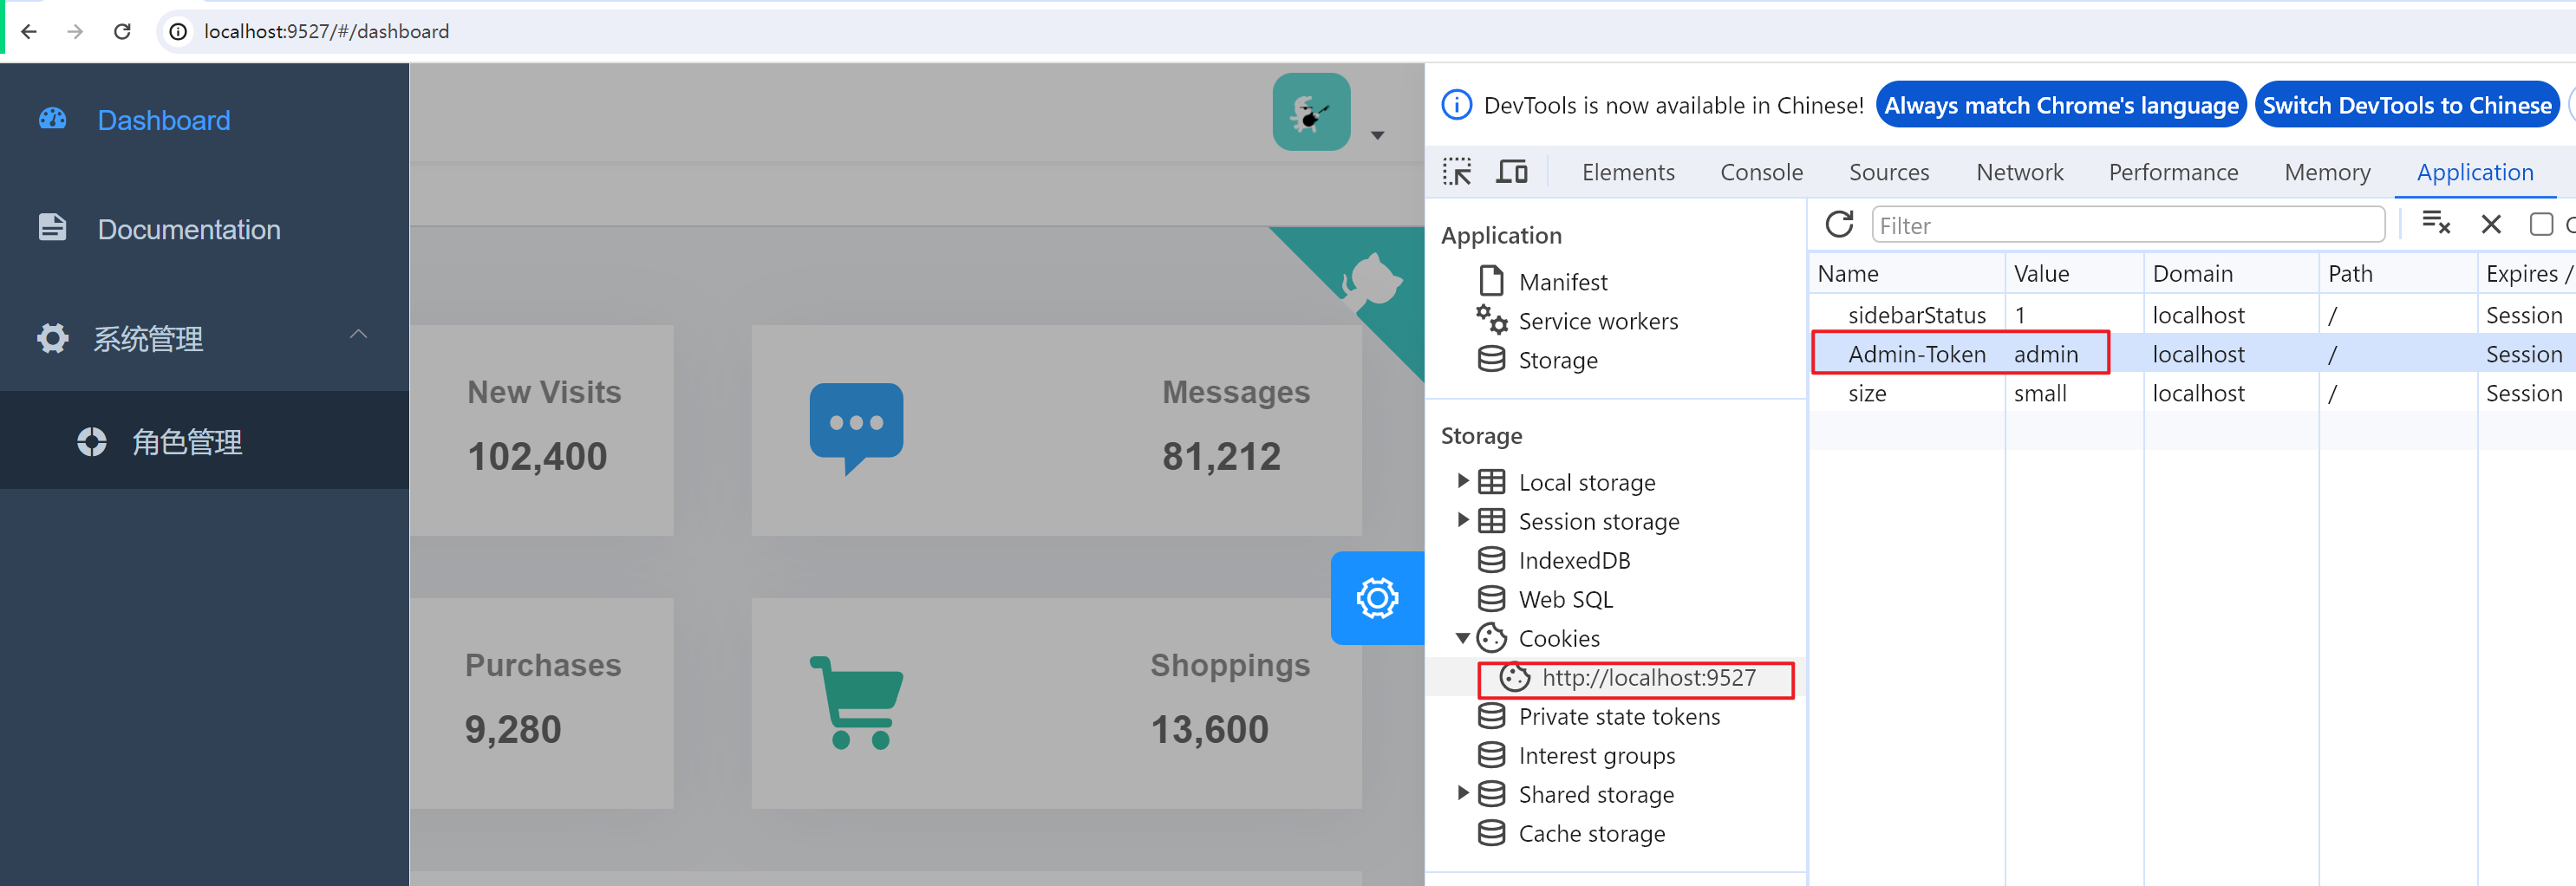 localhost:9527/#/dashboard
Dashboard
Documentation
系统管理
角色管理
New Visits
102,400
Messages
81,212
Purchases
9,280
Shoppings
13,600
DevTools is now available in Chinese!
Always match Chrome's language
Switch DevTools to Chinese
Elements
Console
Sources
Network
Performance
Memory
Application
Application
Manifest
Service workers
Storage
Storage
Local storage
Session storage
IndexedDB
Web SQL
Cookies
http://localhost:9527
Private state tokens
Interest groups
Shared storage
Cache storage
Filter
Name Value Domain Path Expires /
sidebarStatus 1 localhost / Session
Admin-Token admin localhost / Session
size small localhost / Session